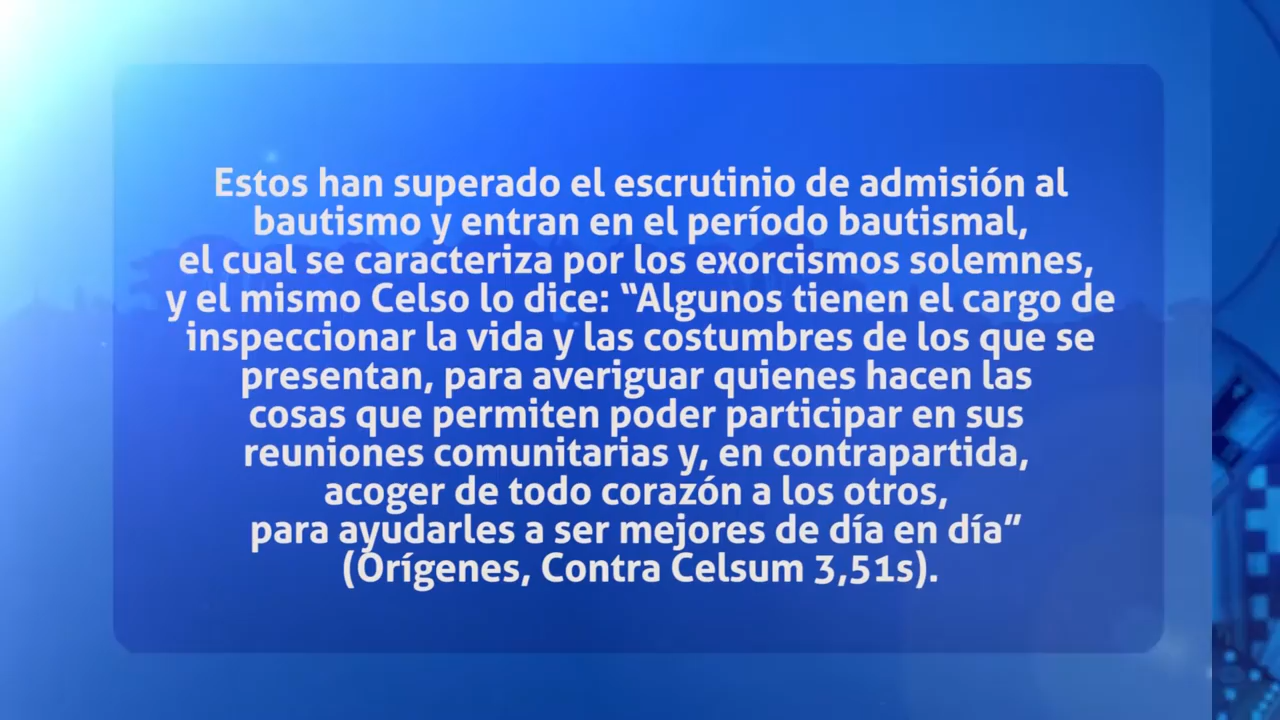 Estos han superado el escrutinio de admisión al
bautismo y entran en el período bautismal,
el cual se caracteriza por los exorcismos solemnes,
y el mismo Celso lo dice: “Algunos tienen el cargo de
inspeccionar la vida y las costumbres de los que se
presentan, para averiguar quienes hacen las
cosas que permiten poder participar en sus
reuniones comunitarias y, en contrapartida,
acoger de todo corazón a los otros,
para ayudarles a ser mejores de día en día”
(Orígenes, Contra Celsum 3,51s).